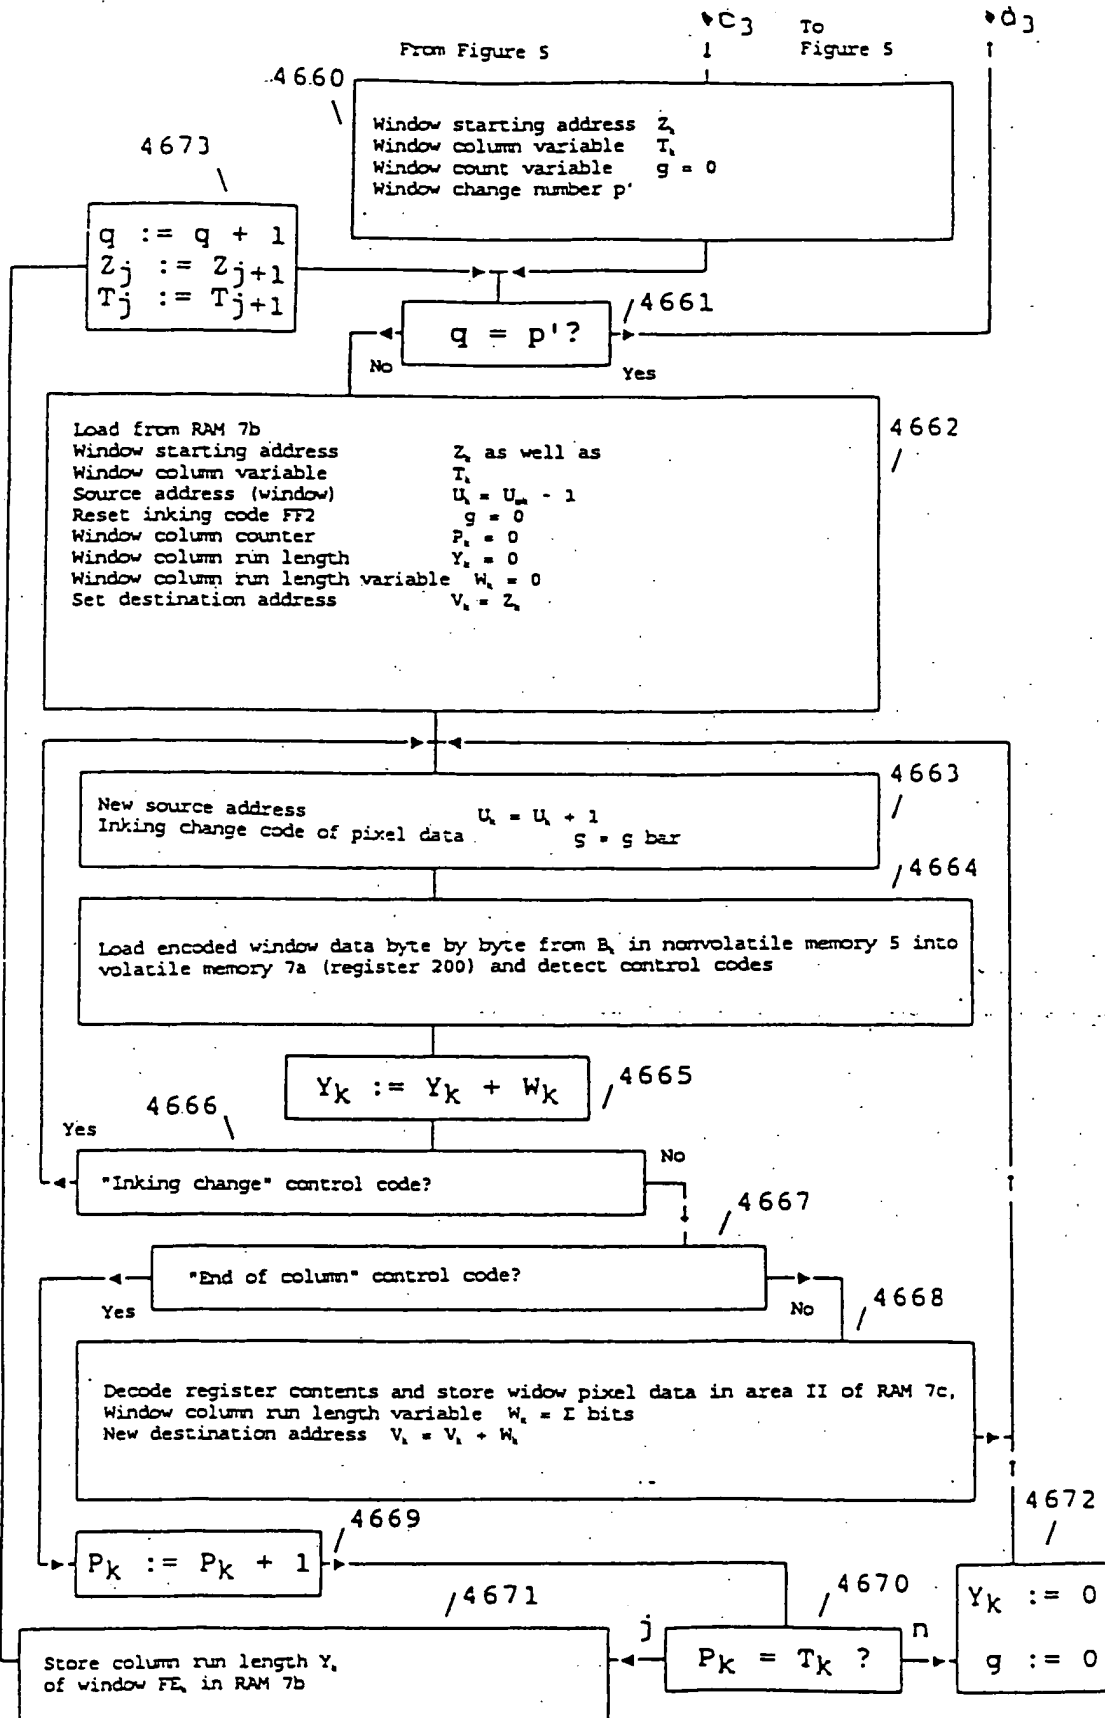 C3 To d3
From Figure 5 Figure 5
4660
Window starting address Zk
Window column variable Tk
Window count variable g = 0
Window change number p'
4673
q := q + 1
Zj := Zj+1
Tj := Tj+1
4661
q = p'?
No
Yes
4662
Load from RAM 7b
Window starting address Zk as well as
Window column variable Tk
Source address (window) Uk = Uok - 1
Reset inking code FF2 g = 0
Window column counter Pk = 0
Window column run length Yk = 0
Window column run length variable Wk = 0
Set destination address Vk = Zk
4663
New source address Uk = Uk + 1
Inking change code of pixel data g = g bar
4664
Load encoded window data byte by byte from Bk in nonvolatile memory 5 into
volatile memory 7a (register 200) and detect control codes
Yk := Yk + Wk
4665
4666
Yes
"Inking change" control code?
No
4667
"End of column" control code?
Yes
No
4668
Decode register contents and store widow pixel data in area II of RAM 7c,
Window column run length variable Wk = Σ bits
New destination address Vk = Vk + Wk
4669
Pk := Pk + 1
4672
Yk := 0
g := 0
4670
j
Pk = Tk ?
n
4671
Store column run length Yk
of window FEk in RAM 7b